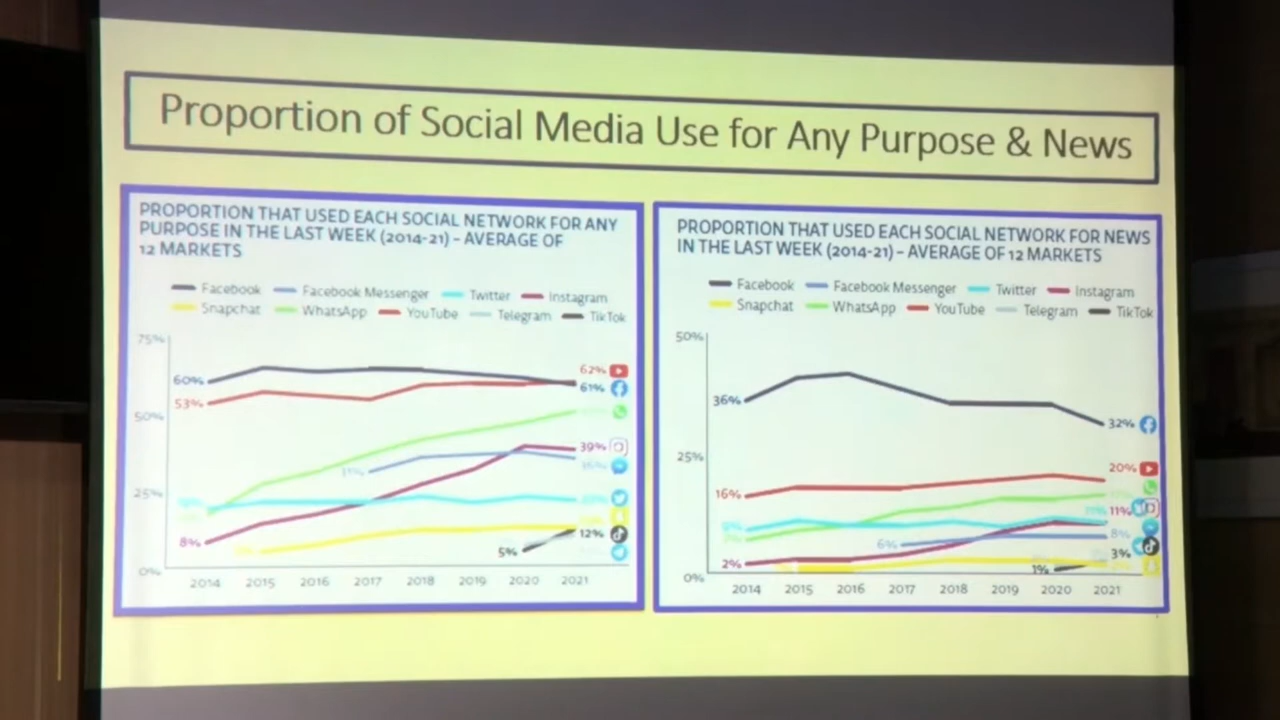 Proportion of Social Media Use for Any Purpose & News
PROPORTION THAT USED EACH SOCIAL NETWORK FOR ANY
PURPOSE IN THE LAST WEEK (2014-21) – AVERAGE OF
12 MARKETS
Facebook Facebook Messenger Twitter Instagram
Snapchat WhatsApp YouTube Telegram TikTok
75%
62%
60%
61%
53%
50%
39%
31%
36%
25%
8%
12%
5%
0%
2014 2015 2016 2017 2018 2019 2020 2021
PROPORTION THAT USED EACH SOCIAL NETWORK FOR NEWS
IN THE LAST WEEK (2014-21) – AVERAGE OF 12 MARKETS
Facebook Facebook Messenger Twitter Instagram
Snapchat WhatsApp YouTube Telegram TikTok
50%
36%
32%
25%
20%
16%
11% 11%
8%
6%
3%
2%
1%
0%
2014 2015 2016 2017 2018 2019 2020 2021